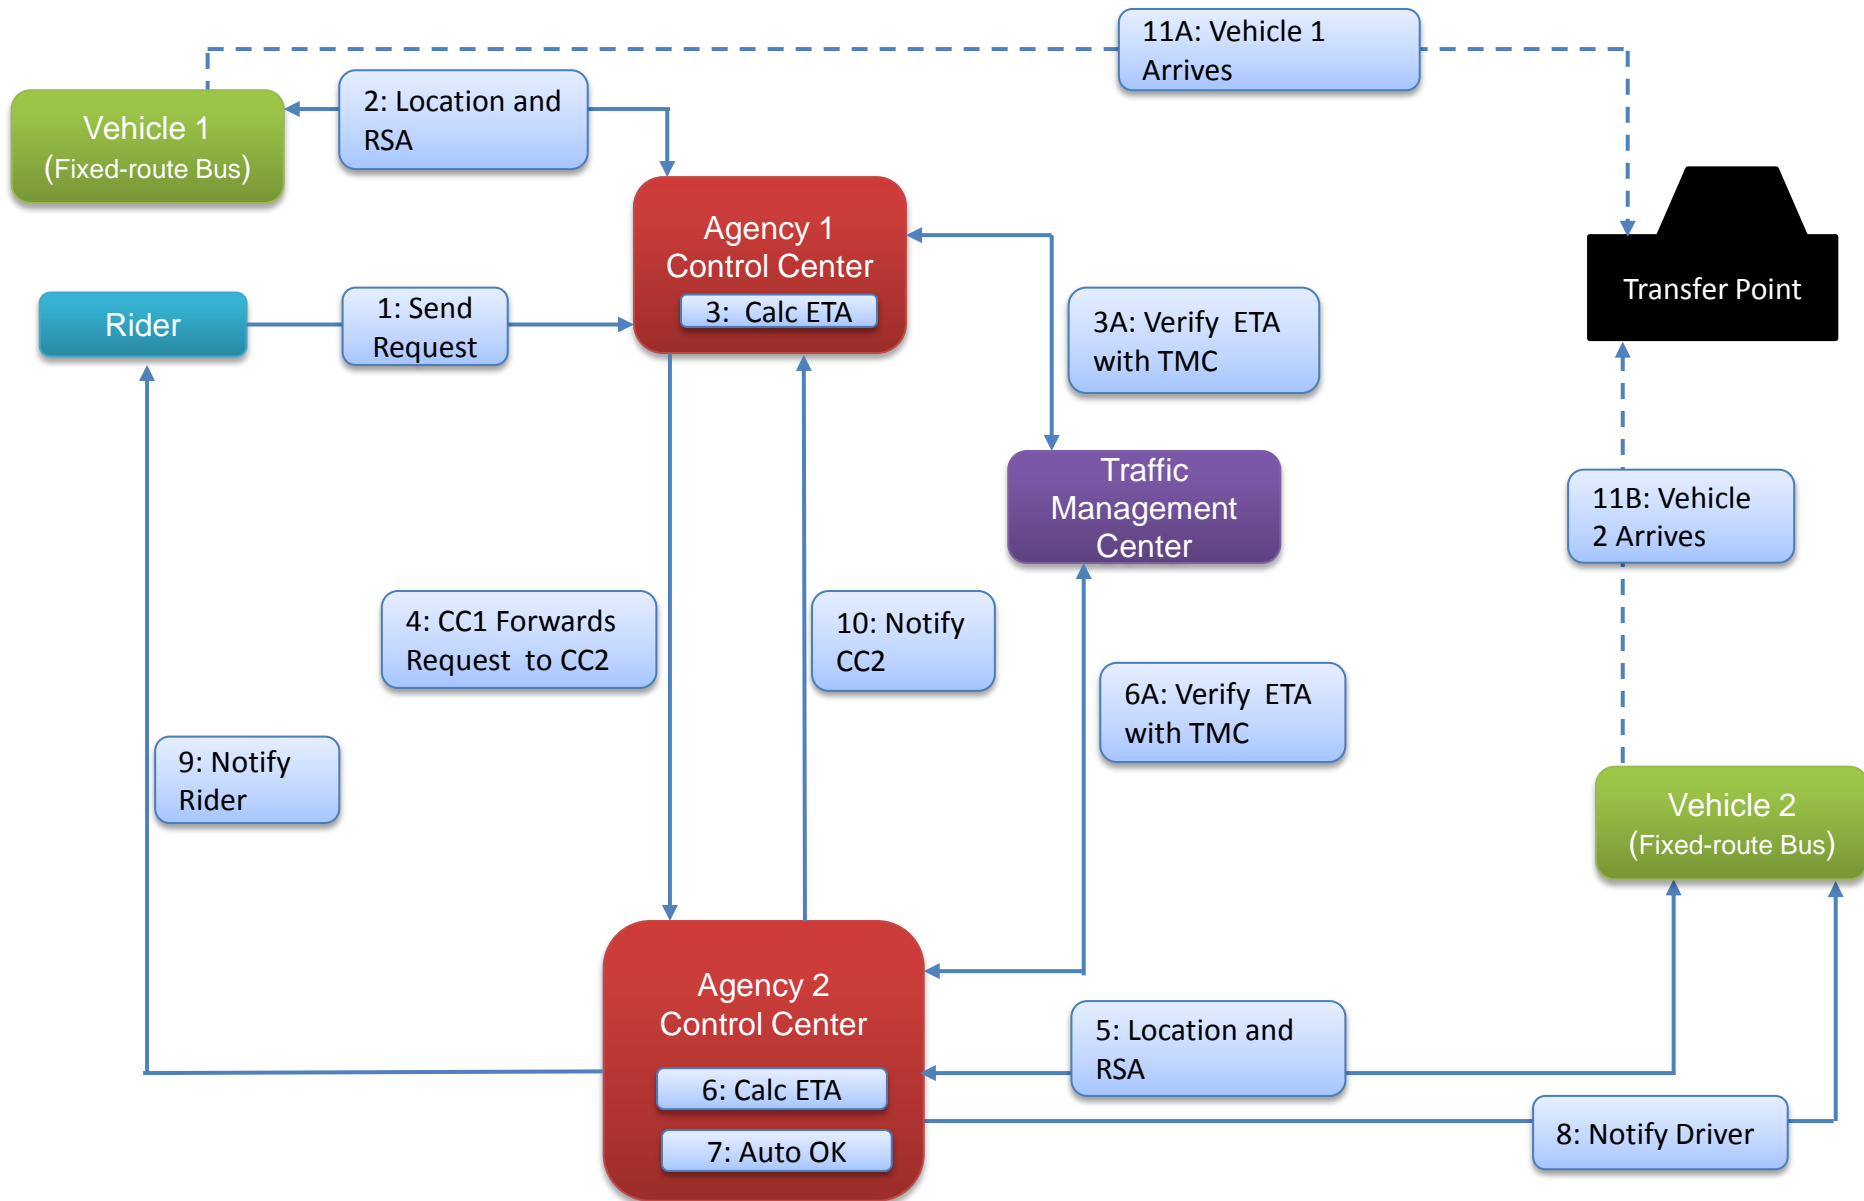 11A: Vehicle 1
Arrives
2: Location and
RSA
Vehicle 1
(Fixed-route Bus)
Agency 1
Control Center
3: Calc ETA
Rider
1: Send
Request
3A: Verify ETA
with TMC
Transfer Point
Traffic
Management
Center
11B: Vehicle
2 Arrives
4: CC1 Forwards
Request to CC2
10: Notify
CC2
6A: Verify ETA
with TMC
9: Notify
Rider
Vehicle 2
(Fixed-route Bus)
Agency 2
Control Center
5: Location and
RSA
6: Calc ETA
7: Auto OK
8: Notify Driver